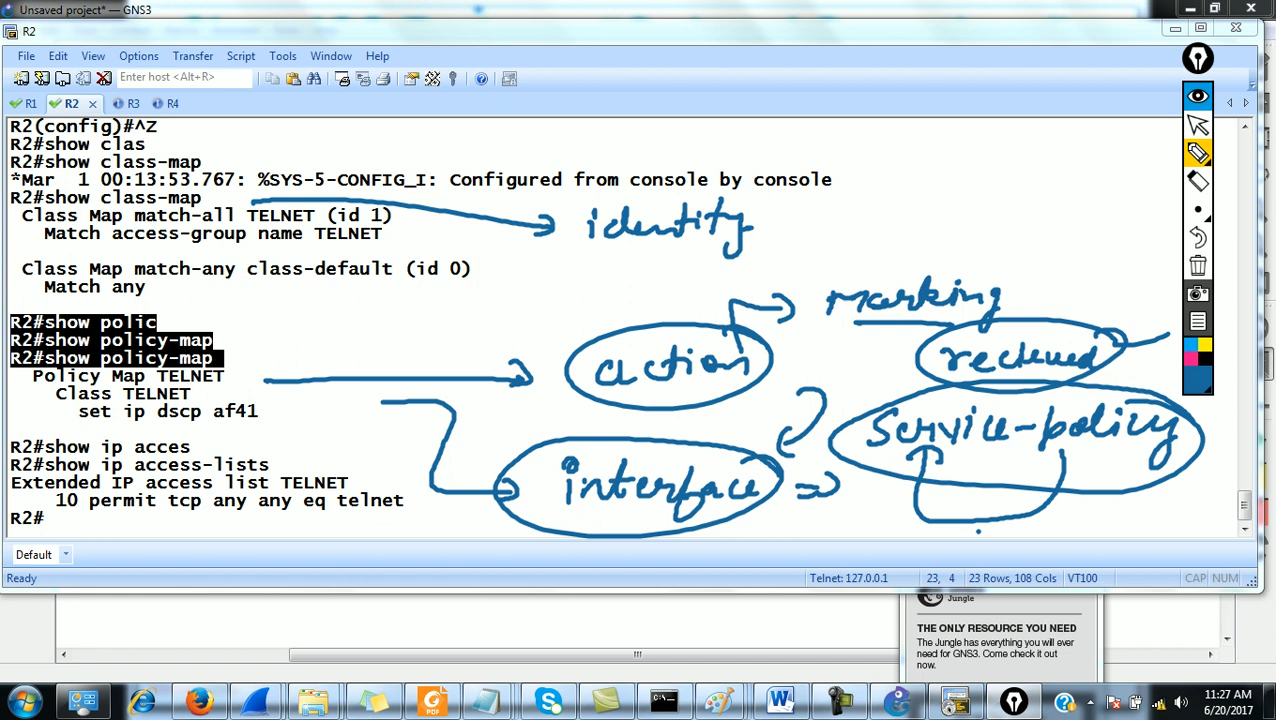 Unsaved project* — GNS3
R2
File Edit View Options Transfer Script Tools Window Help
Enter host <Alt+R>
R1 R2 R3 R4
R2(config)#^Z
R2#show clas
R2#show class-map
*Mar  1 00:13:53.767: %SYS-5-CONFIG_I: Configured from console by console
R2#show class-map
Class Map match-all TELNET (id 1)
Match access-group name TELNET
identity
Class Map match-any class-default (id 0)
Match any
marking
R2#show polic
R2#show policy-map
R2#show policy-map
action
Policy Map TELNET
Class TELNET
set ip dscp af41
service-policy
R2#show ip acces
R2#show ip access-lists
Extended IP access list TELNET
interface
10 permit tcp any any eq telnet
R2#
Default
Ready Telnet: 127.0.0.1 23, 4 23 Rows, 108 Cols VT100 CAP NUM
Jungle
THE ONLY RESOURCE YOU NEED
The Jungle has everything you will ever
need for GNS3. Come check it out
now.
PDF
11:27 AM
6/20/2017